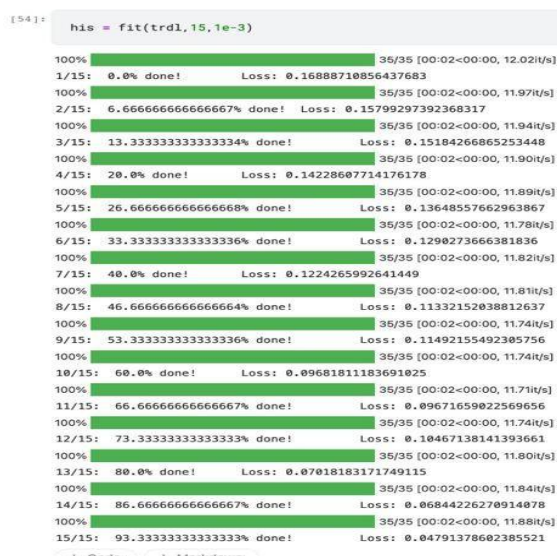 [54]:
his = fit(trdl,15,1e-3)
100% 35/35 [00:02<00:00, 12.02it/s]
1/15: 0.0% done! Loss: 0.16888710856437683
100% 35/35 [00:02<00:00, 11.97it/s]
2/15: 6.666666666666667% done! Loss: 0.15799297392368317
100% 35/35 [00:02<00:00, 11.94it/s]
3/15: 13.333333333333334% done! Loss: 0.15184266865253448
100% 35/35 [00:02<00:00, 11.90it/s]
4/15: 20.0% done! Loss: 0.14228607714176178
100% 35/35 [00:02<00:00, 11.89it/s]
5/15: 26.666666666666668% done! Loss: 0.13648557662963867
100% 35/35 [00:02<00:00, 11.78it/s]
6/15: 33.333333333333336% done! Loss: 0.1290273666381836
100% 35/35 [00:02<00:00, 11.82it/s]
7/15: 40.0% done! Loss: 0.1224265992641449
100% 35/35 [00:02<00:00, 11.81it/s]
8/15: 46.666666666666664% done! Loss: 0.11332152038812637
100% 35/35 [00:02<00:00, 11.74it/s]
9/15: 53.333333333333336% done! Loss: 0.11492155492305756
100% 35/35 [00:02<00:00, 11.74it/s]
10/15: 60.0% done! Loss: 0.09681811183691025
100% 35/35 [00:02<00:00, 11.71it/s]
11/15: 66.66666666666667% done! Loss: 0.09671659022569656
100% 35/35 [00:02<00:00, 11.74it/s]
12/15: 73.33333333333333% done! Loss: 0.10467138141393661
100% 35/35 [00:02<00:00, 11.80it/s]
13/15: 80.0% done! Loss: 0.07018183171749115
100% 35/35 [00:02<00:00, 11.84it/s]
14/15: 86.66666666666667% done! Loss: 0.06844226270914078
100% 35/35 [00:02<00:00, 11.88it/s]
15/15: 93.33333333333333% done! Loss: 0.04791378602385521